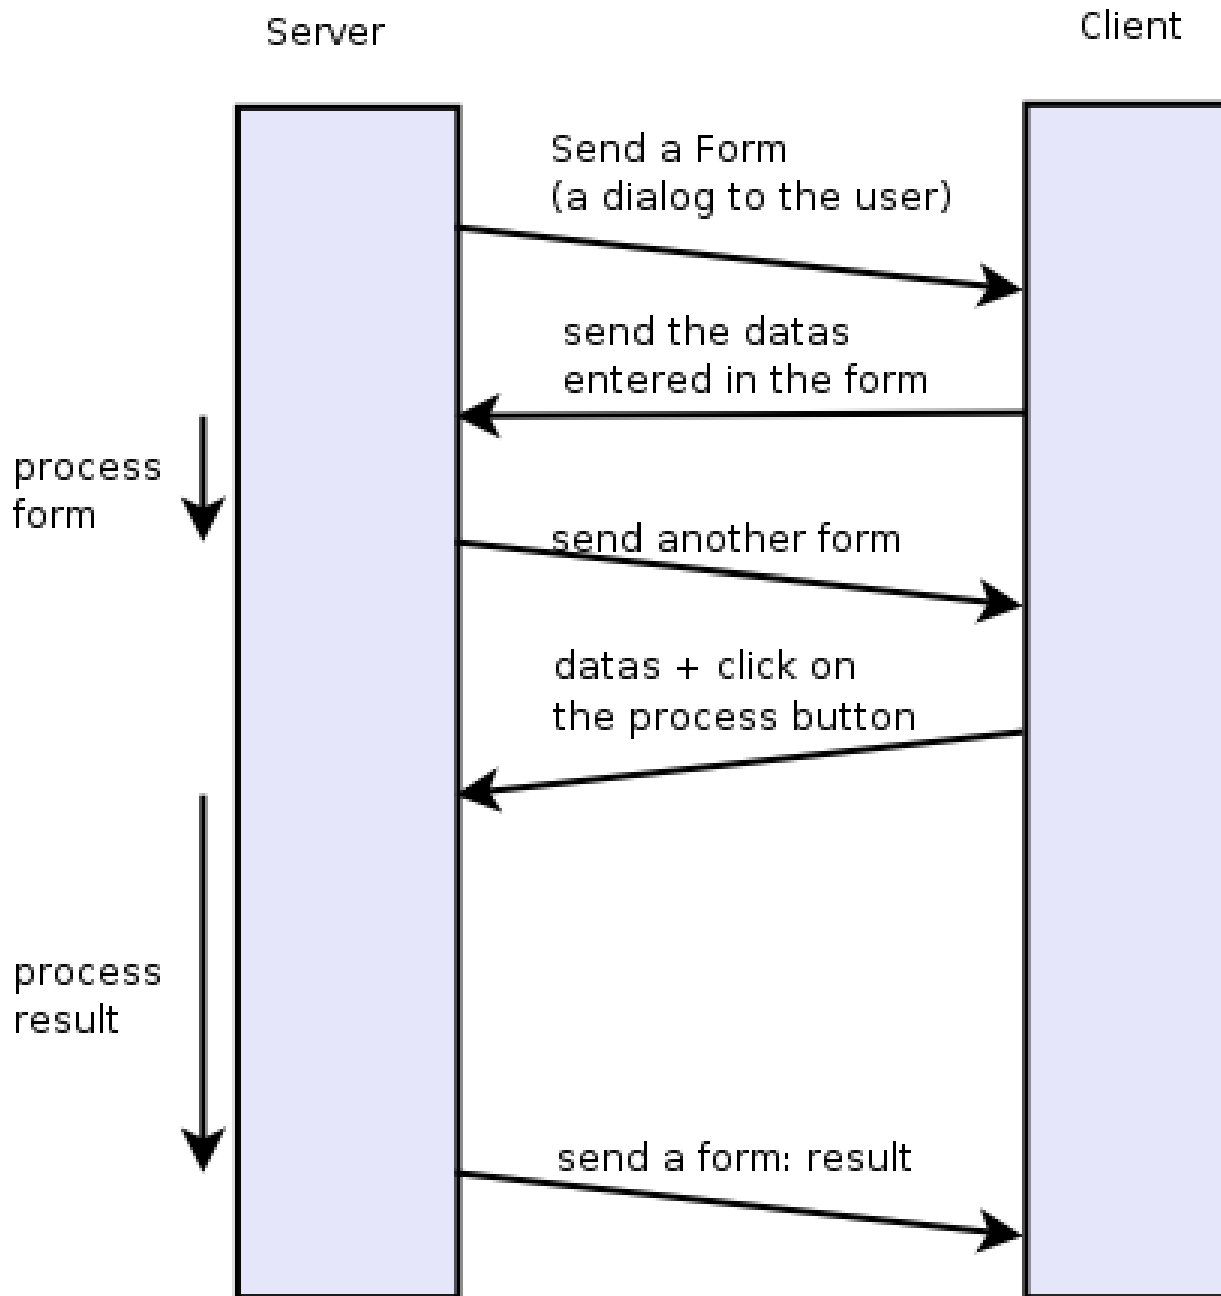 Server
Client
Send a Form
(a dialog to the user)
send the datas
entered in the form
process
form
send another form
datas + click on
the process button
process
result
send a form: result